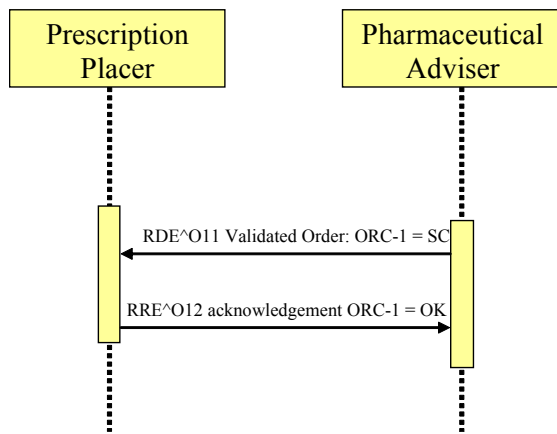 Prescription
Placer
Pharmaceutical
Adviser
RDE^O11 Validated Order: ORC-1 = SC
RRE^O12 acknowledgement ORC-1 = OK